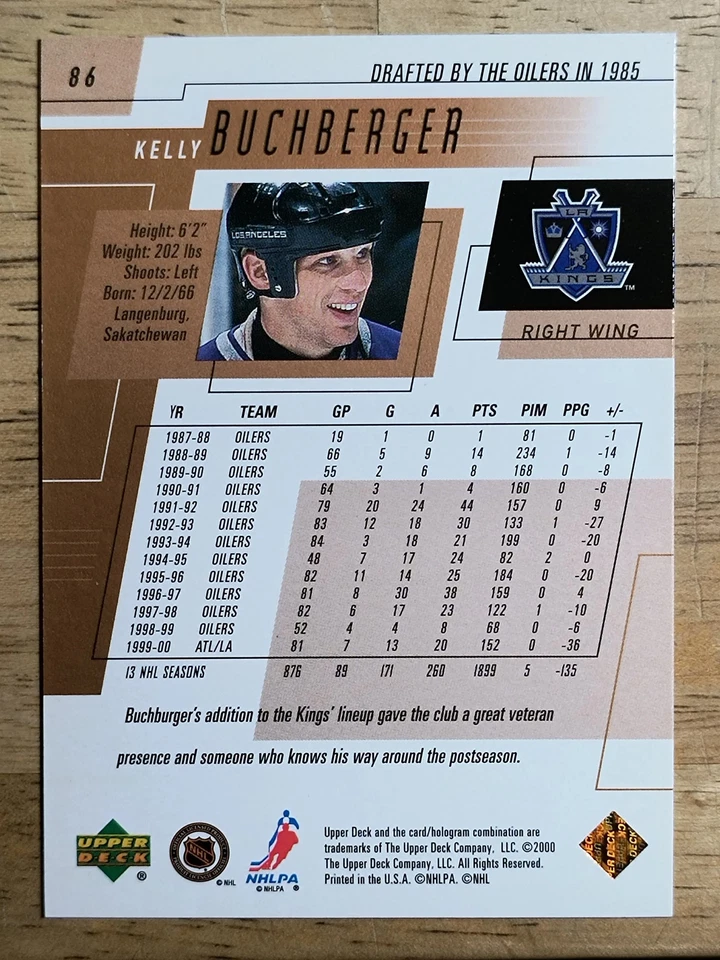 86
DRAFTED BY THE OILERS IN 1985
KELLY BUCHBERGER
Height: 6'2"
Weight: 202 lbs
Shoots: Left
Born: 12/2/66
Langenburg,
Sakatchewan
LOS ANGELES
LA
KINGS
TM
RIGHT WING
YR TEAM GP G A PTS PIM PPG +/-
1987-88 OILERS 19 1 0 1 81 0 -1
1988-89 OILERS 66 5 9 14 234 1 -14
1989-90 OILERS 55 2 6 8 168 0 -8
1990-91 OILERS 64 3 1 4 160 0 -6
1991-92 OILERS 79 20 24 44 157 0 9
1992-93 OILERS 83 12 18 30 133 1 -27
1993-94 OILERS 84 3 18 21 199 0 -20
1994-95 OILERS 48 7 17 24 82 2 0
1995-96 OILERS 82 11 14 25 184 0 -20
1996-97 OILERS 81 8 30 38 159 0 4
1997-98 OILERS 82 6 17 23 122 1 -10
1998-99 OILERS 52 4 4 8 68 0 -6
1999-00 ATL/LA 81 7 13 20 152 0 -36
13 NHL SEASONS 876 89 171 260 1899 5 -135
Buchburger's addition to the Kings' lineup gave the club a great veteran
presence and someone who knows his way around the postseason.
UPPER
DECK
®
NHL
© NHL
NHLPA
© NHLPA ®
Upper Deck and the card/hologram combination are
trademarks of The Upper Deck Company, LLC. ©2000
The Upper Deck Company, LLC. All Rights Reserved.
Printed in the U.S.A. ©NHLPA. ©NHL